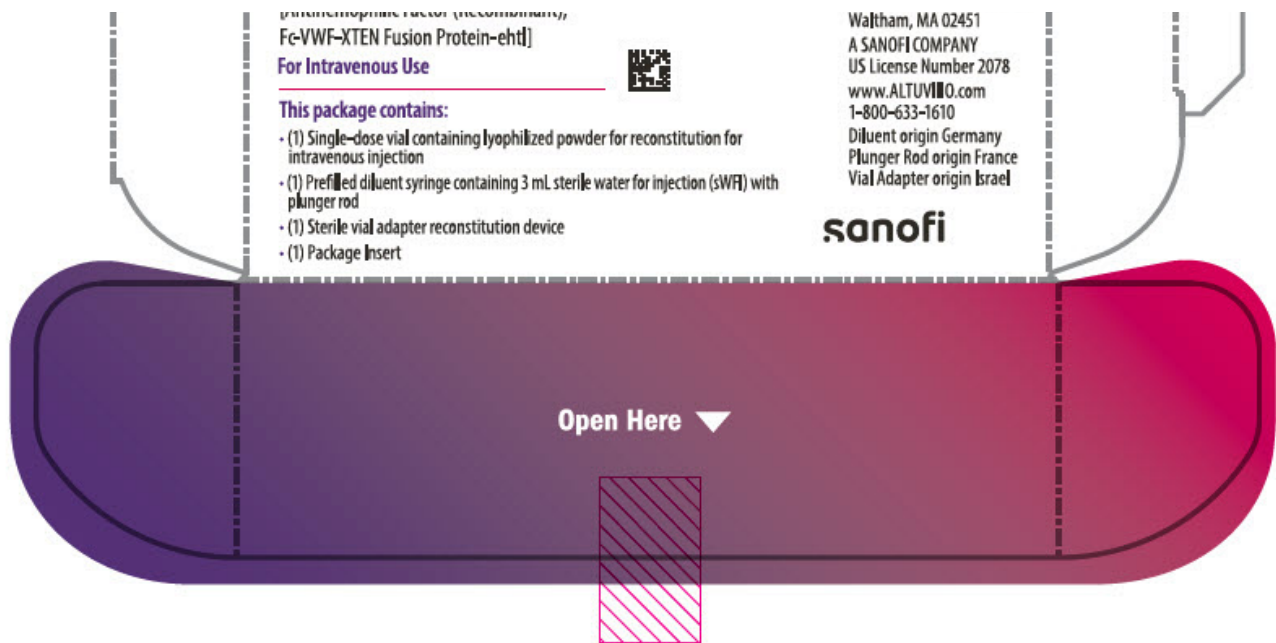 [Antihemophilic Factor (Recombinant),
Fc-VWF-XTEN Fusion Protein-ehtl]
For Intravenous Use
This package contains:
• (1) Single-dose vial containing lyophilized powder for reconstitution for
intravenous injection
• (1) Prefilled diluent syringe containing 3 mL sterile water for injection (sWFI) with
plunger rod
• (1) Sterile vial adapter reconstitution device
• (1) Package Insert
Waltham, MA 02451
A SANOFI COMPANY
US License Number 2078
www.ALTUVIIIO.com
1-800-633-1610
Diluent origin Germany
Plunger Rod origin France
Vial Adapter origin Israel
sanofi
Open Here